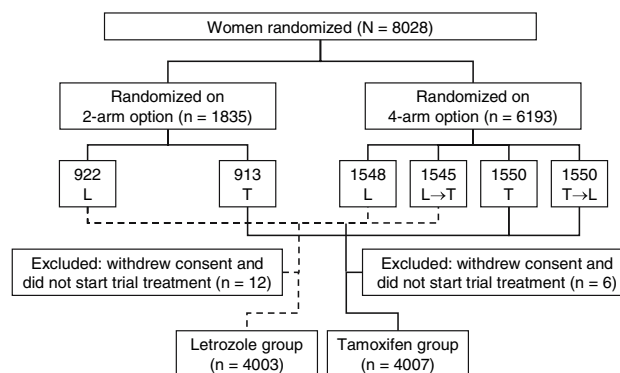 Women randomized (N = 8028)
Randomized on
2-arm option (n = 1835)
Randomized on
4-arm option (n = 6193)
922
L
913
T
1548
L
1545
L→T
1550
T
1550
T→L
Excluded: withdrew consent and
did not start trial treatment (n = 12)
Excluded: withdrew consent and
did not start trial treatment (n = 6)
Letrozole group
(n = 4003)
Tamoxifen group
(n = 4007)